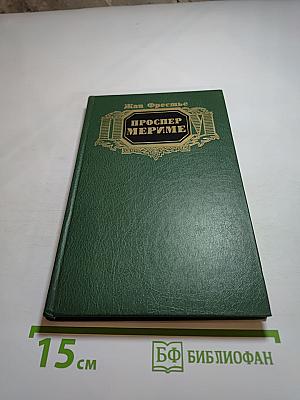 Жан Фрестье
ПРОСПЕР
МЕРИМЕ
15 см
БФ БИБЛИОФАН